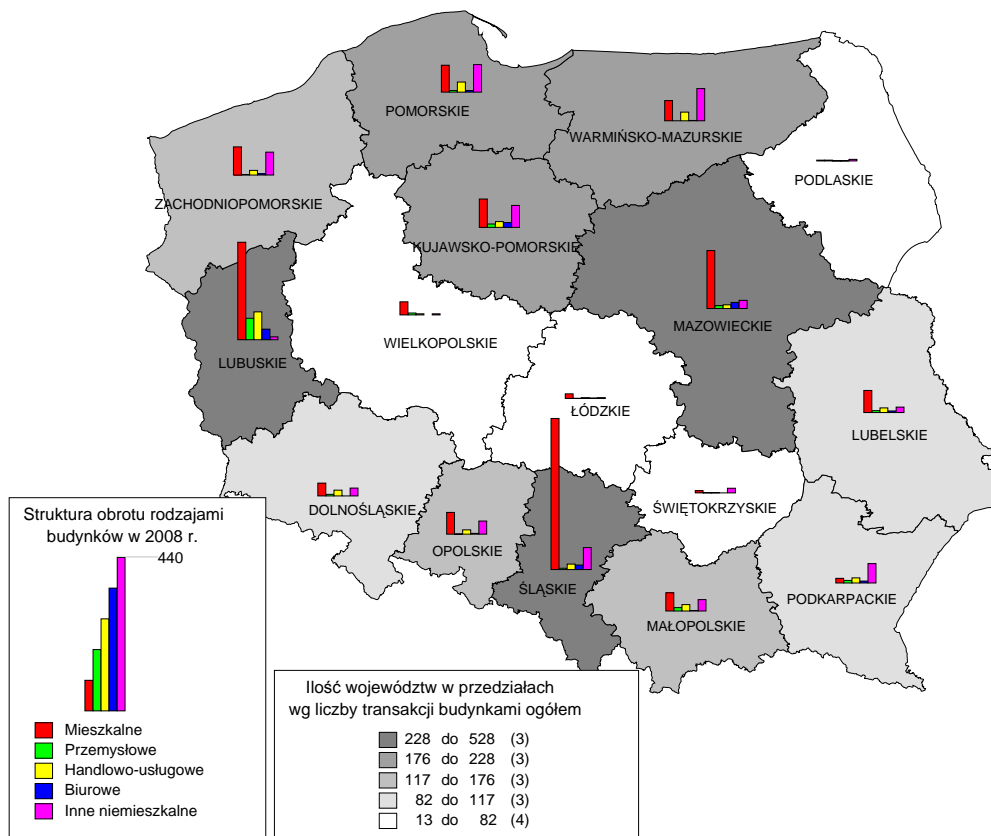 POMORSKIE
WARMIŃSKO-MAZURSKIE
PODLASKIE
ZACHODNIOPOMORSKIE
KUJAWSKO-POMORSKIE
MAZOWIECKIE
WIELKOPOLSKIE
LUBUSKIE
ŁÓDZKIE
LUBELSKIE
DOLNOŚLĄSKIE
ŚWIĘTOKRZYSKIE
OPOLSKIE
ŚLĄSKIE
PODKARPACKIE
MAŁOPOLSKIE
Struktura obrotu rodzajami
budynków w 2008 r.
440
Mieszkalne
Przemysłowe
Handlowo-usługowe
Biurowe
Inne niemieszkalne
Ilość województw w przedziałach
wg liczby transakcji budynkami ogółem
228 do 528 (3)
176 do 228 (3)
117 do 176 (3)
82 do 117 (3)
13 do 82 (4)